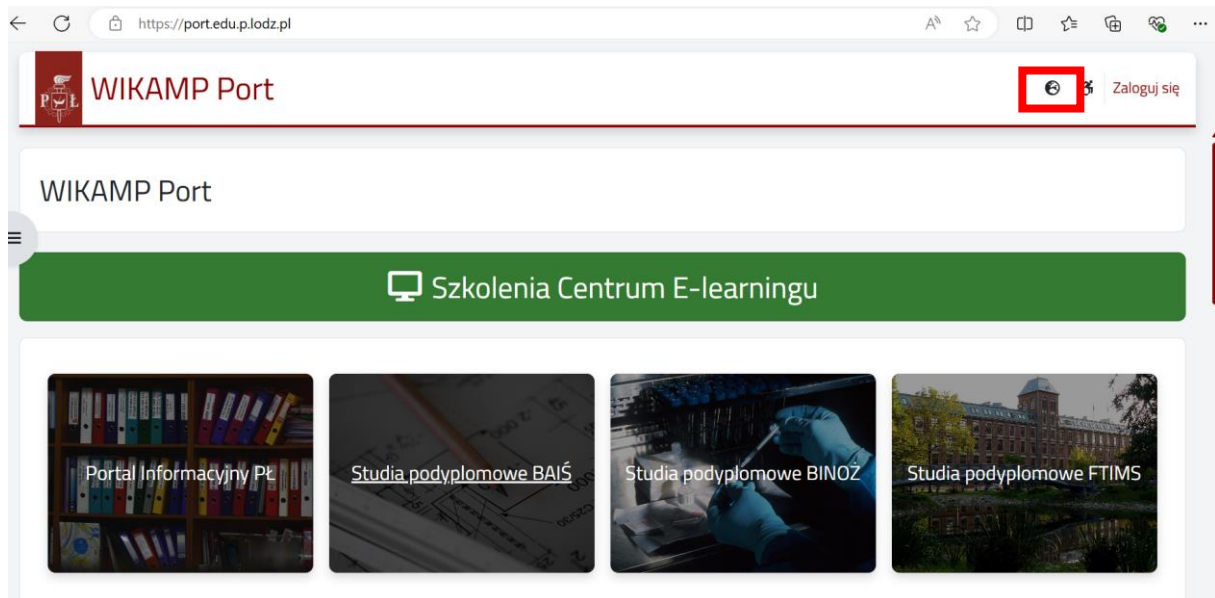 https://port.edu.p.lodz.pl
P Ł
WIKAMP Port
Zaloguj się
WIKAMP Port
Szkolenia Centrum E-learningu
Portal Informacyjny PŁ
Studia podyplomowe BAIŚ
Studia podyplomowe BINOŻ
Studia podyplomowe FTIMS